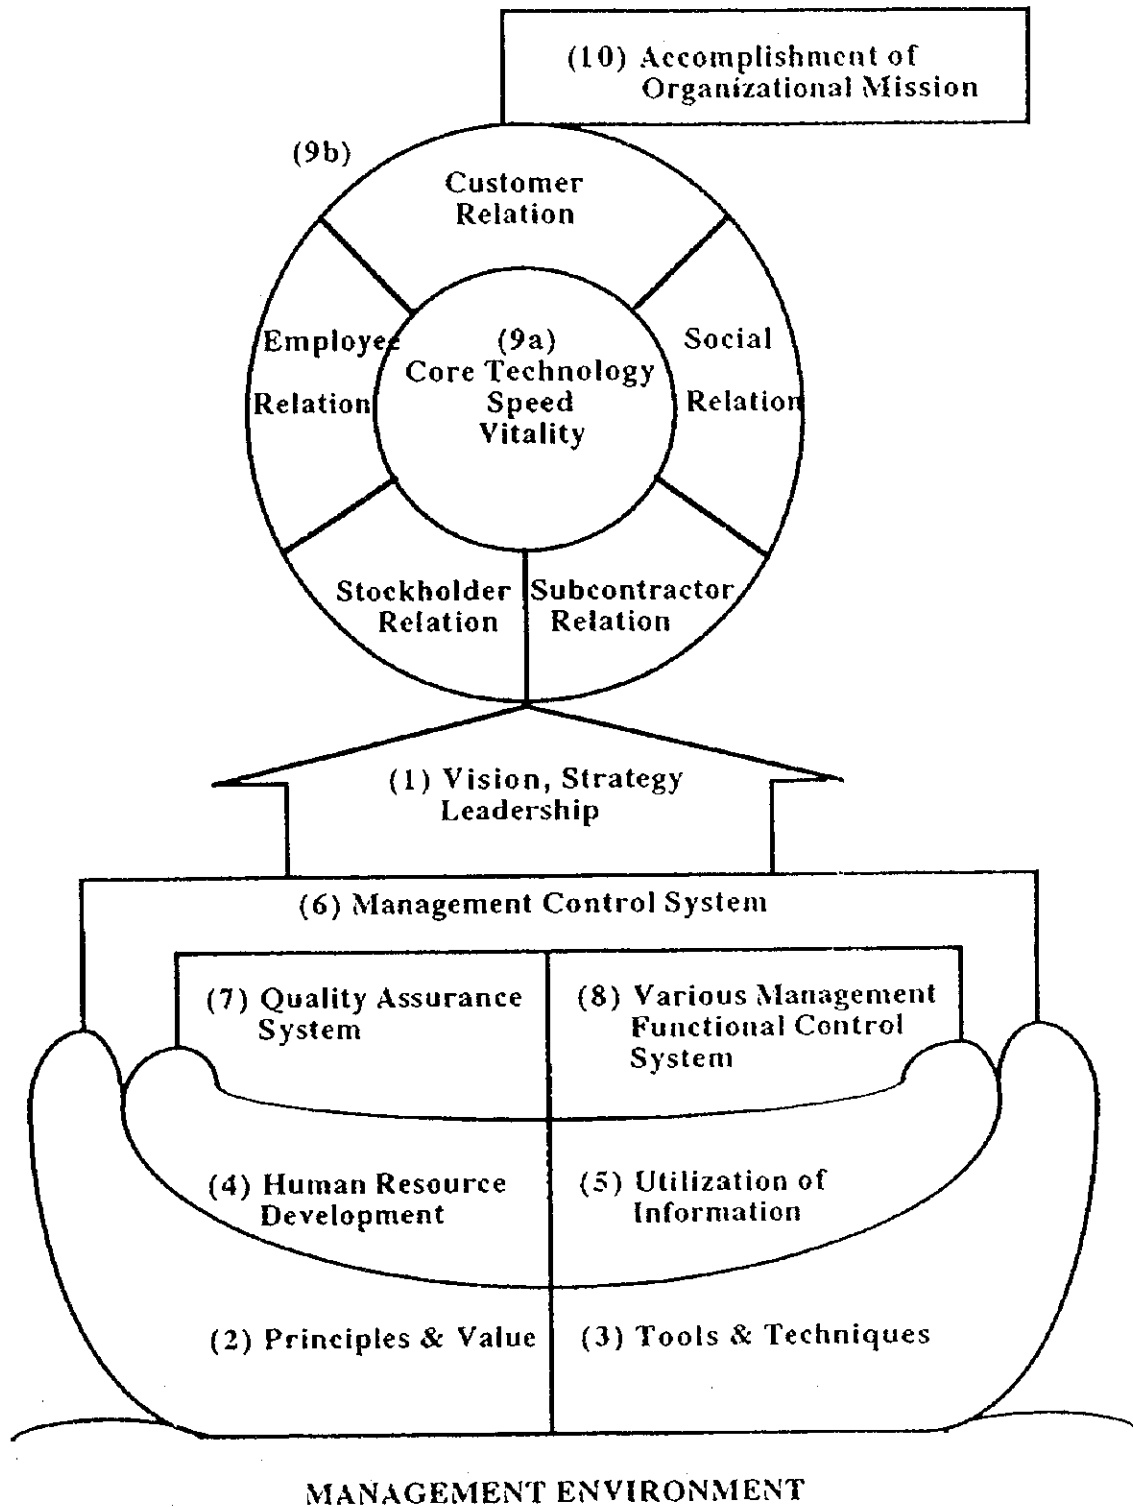 (10) Accomplishment of
Organizational Mission
(9b)
Customer
Relation
Employee
Relation
(9a)
Core Technology
Speed
Vitality
Social
Relation
Stockholder
Relation
Subcontractor
Relation
(1) Vision, Strategy
Leadership
(6) Management Control System
(7) Quality Assurance
System
(8) Various Management
Functional Control
System
(4) Human Resource
Development
(5) Utilization of
Information
(2) Principles & Value
(3) Tools & Techniques
MANAGEMENT ENVIRONMENT